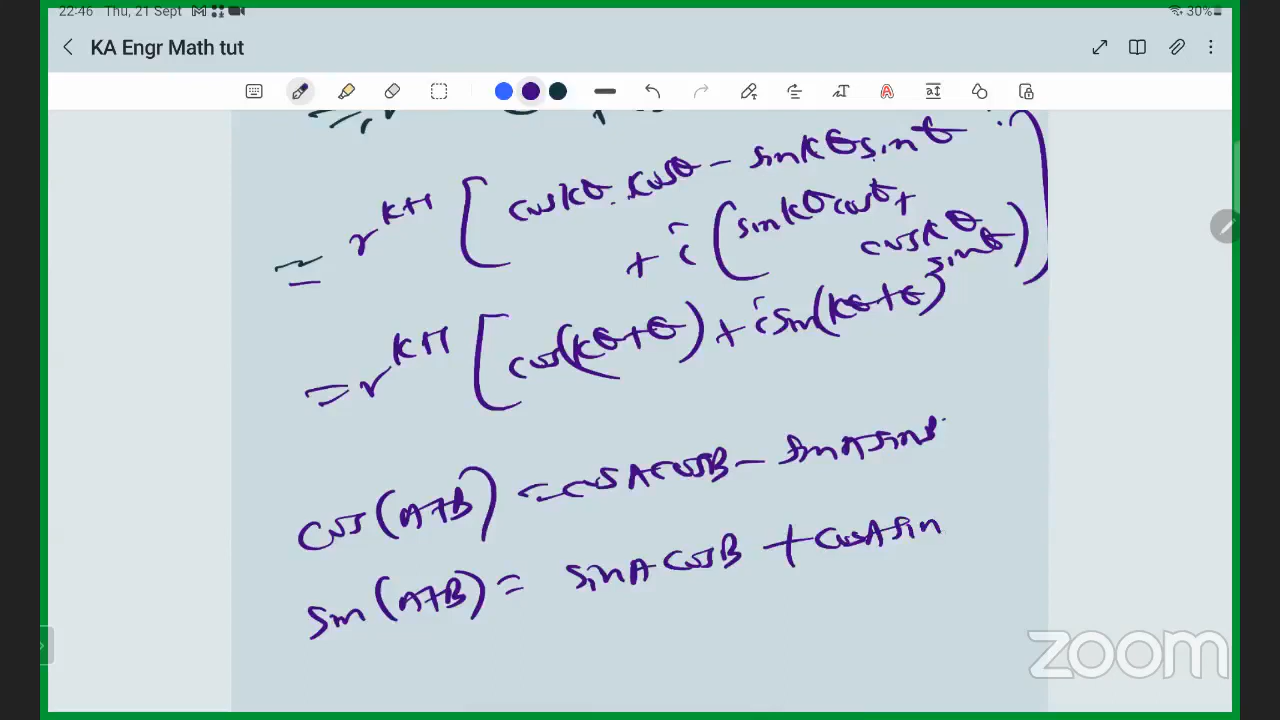 22:46 Thu, 21 Sept
30%
KA Engr Math tut
= r^{k+1} [ cos kθ . cos θ − sin kθ sin θ
+ i ( sin kθ cos θ +
cos kθ sin θ ) ]
= r^{k+1} [ cos(kθ+θ) + i sin(kθ+θ)
cos(A+B) = cos A cos B − sin A sin B
sin(A+B) = sin A cos B + cos A sin
zoom